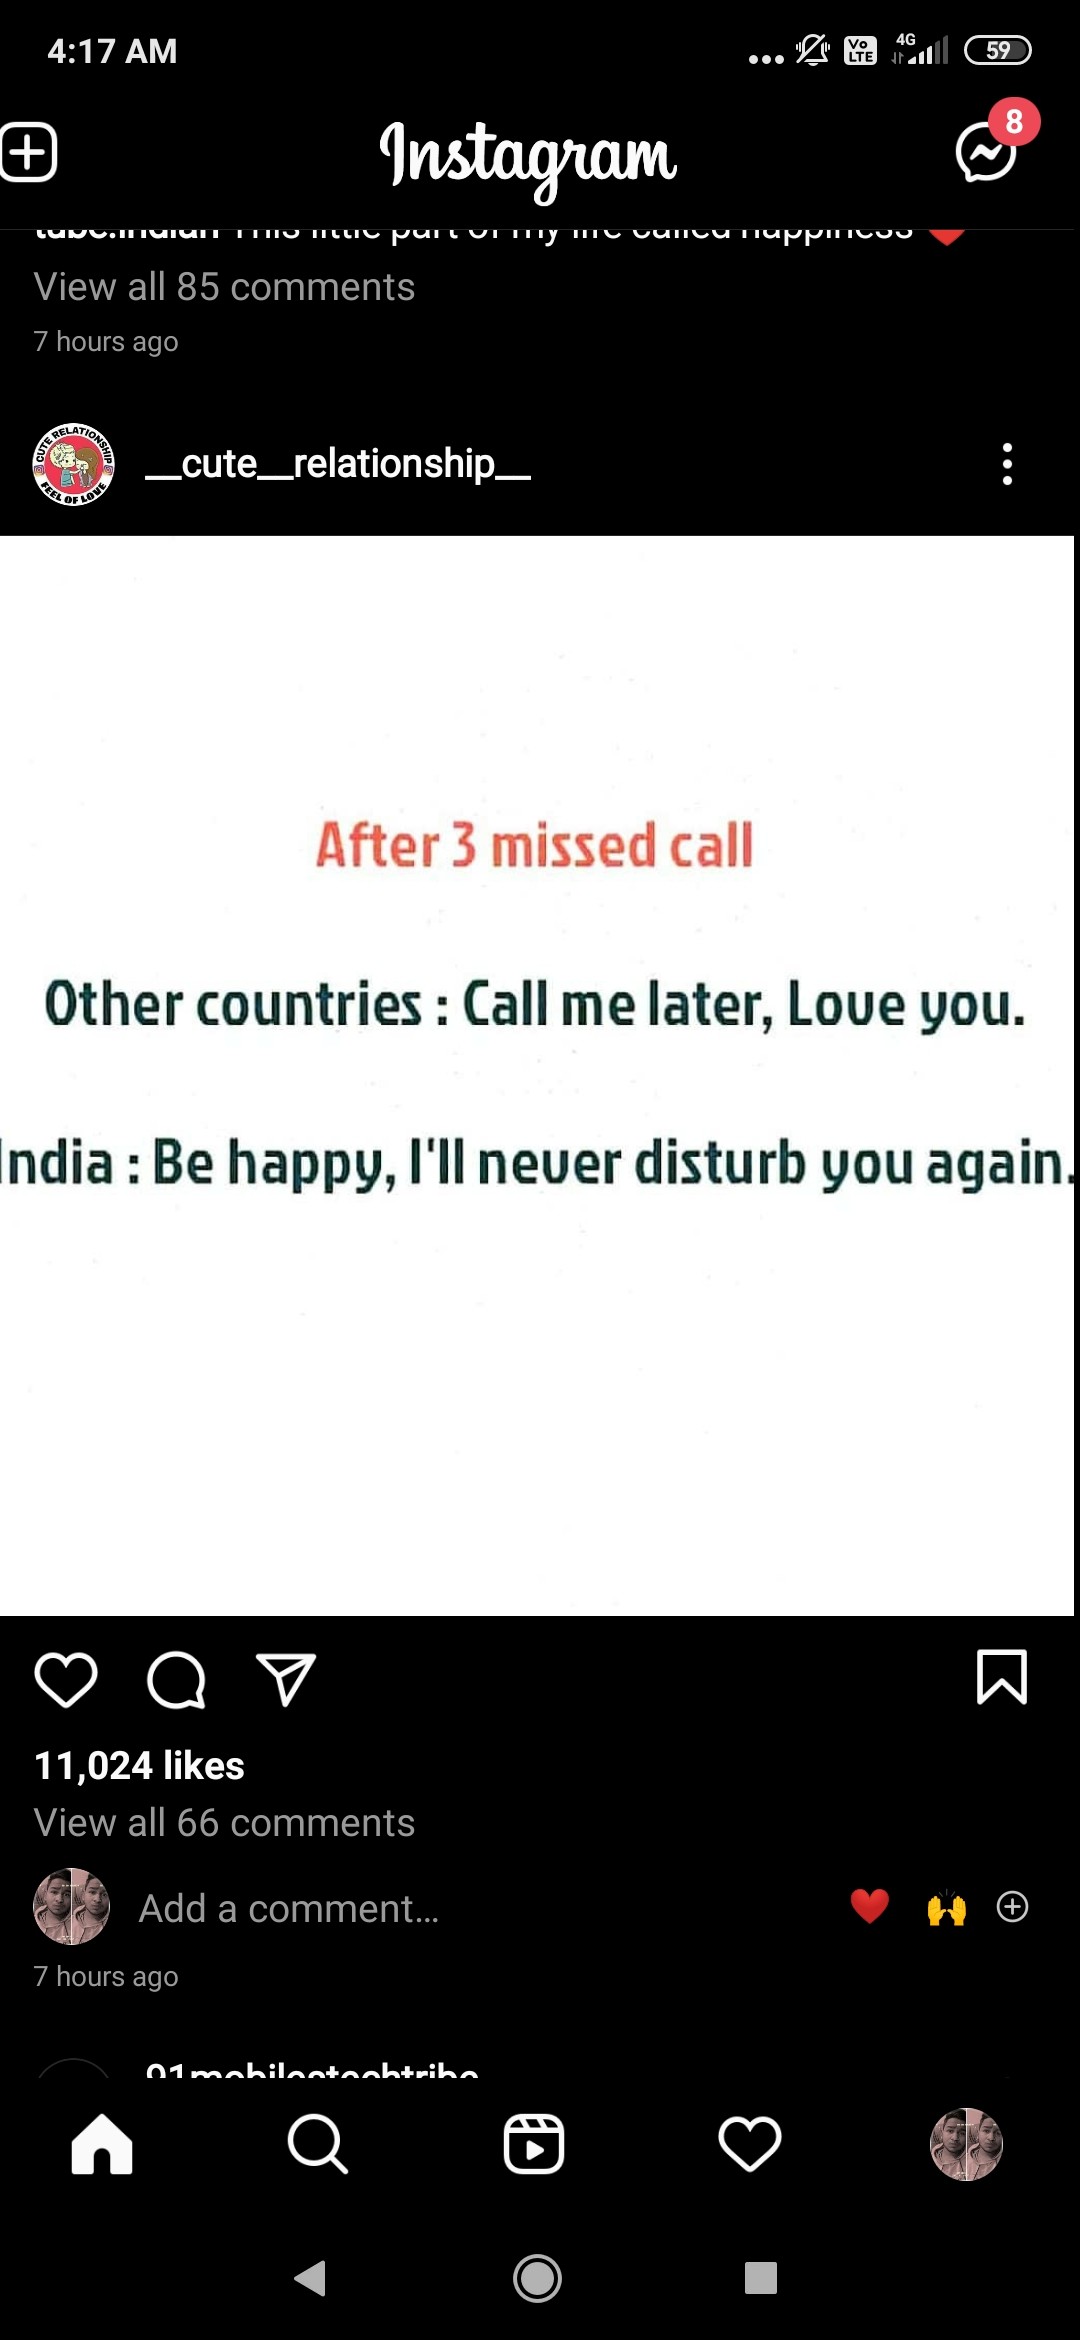 4:17 AM
... Vo LTE 4G 59
Instagram
8
tube.indian This little part of my life called happiness ❤️
View all 85 comments
7 hours ago
CUTE RELATIONSHIP
FEEL OF LOVE
__cute__relationship__
After 3 missed call
Other countries : Call me later, Love you.
India : Be happy, I'll never disturb you again.
11,024 likes
View all 66 comments
Add a comment...
7 hours ago
91mobilestechtribe